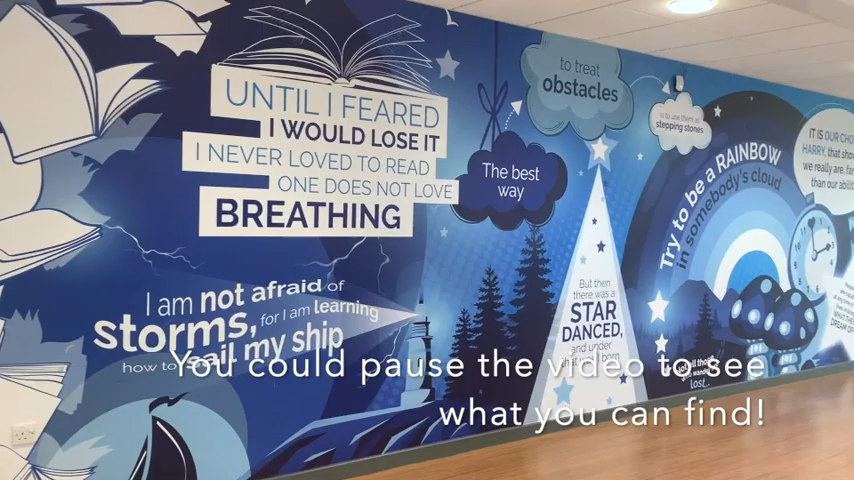 UNTIL I FEARED
I WOULD LOSE IT
I NEVER LOVED TO READ
ONE DOES NOT LOVE
BREATHING
I am not afraid of
storms, for I am learning
how to sail my ship
The best
way
to treat
obstacles
is to use them as
stepping stones
But then
there was a
STAR
DANCED,
and under
born
Try to be a RAINBOW
in somebody's cloud
IT IS OUR CHO
HARRY, that sho
we really are, far
than our abili
lost..
You could pause the video to see
what you can find!